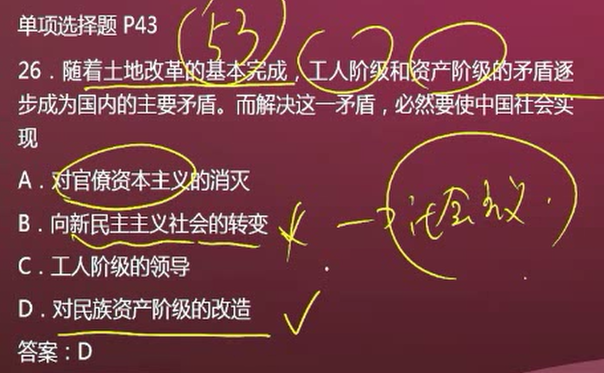 单项选择题 P43
53
26．随着土地改革的基本完成，工人阶级和资产阶级的矛盾逐
步成为国内的主要矛盾。而解决这一矛盾，必然要使中国社会实
现
A．对官僚资本主义的消灭
B．向新民主主义社会的转变
社会主义
C．工人阶级的领导
D．对民族资产阶级的改造
答案：D